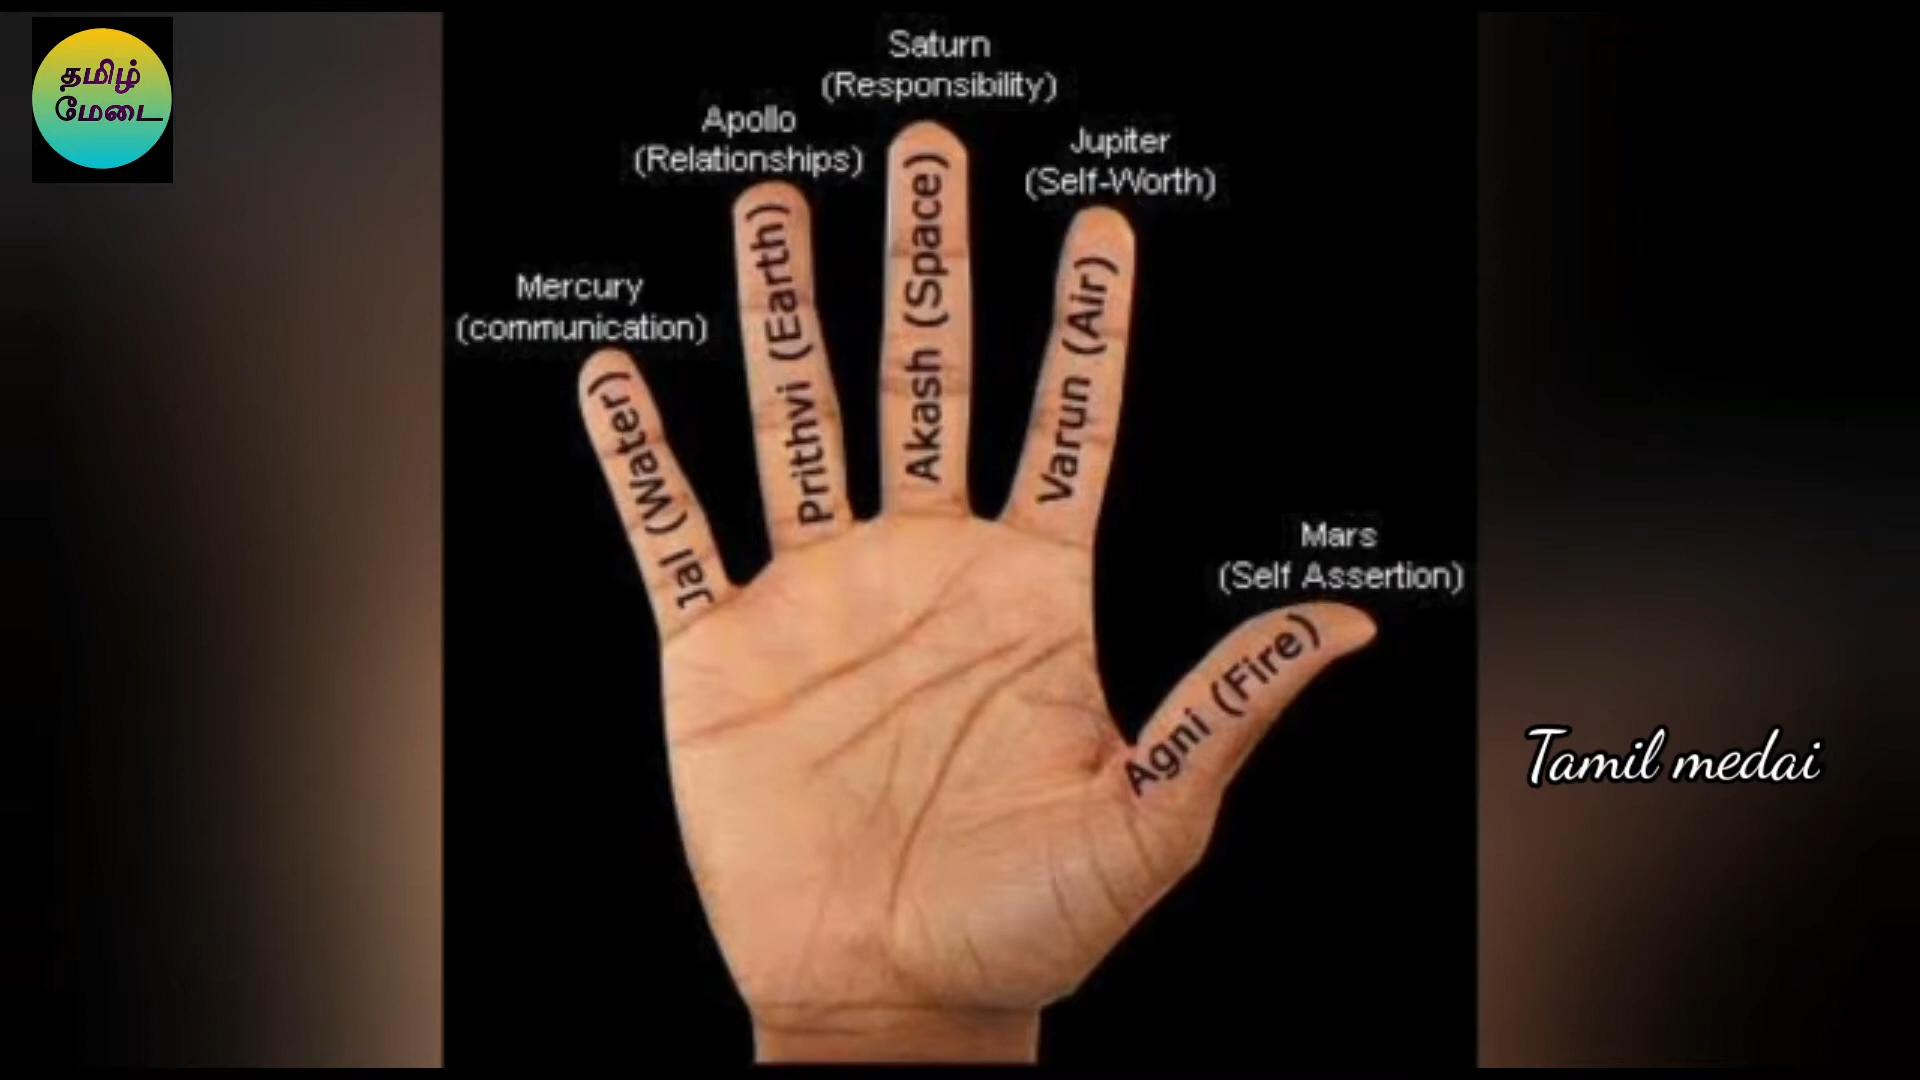 தமிழ்
மேடை
Saturn
(Responsibility)
Apollo
(Relationships)
Jupiter
(Self-Worth)
Mercury
(communication)
Mars
(Self Assertion)
Jal (Water)
Prithvi (Earth)
Akash (Space)
Varun (Air)
Agni (Fire)
Tamil medai